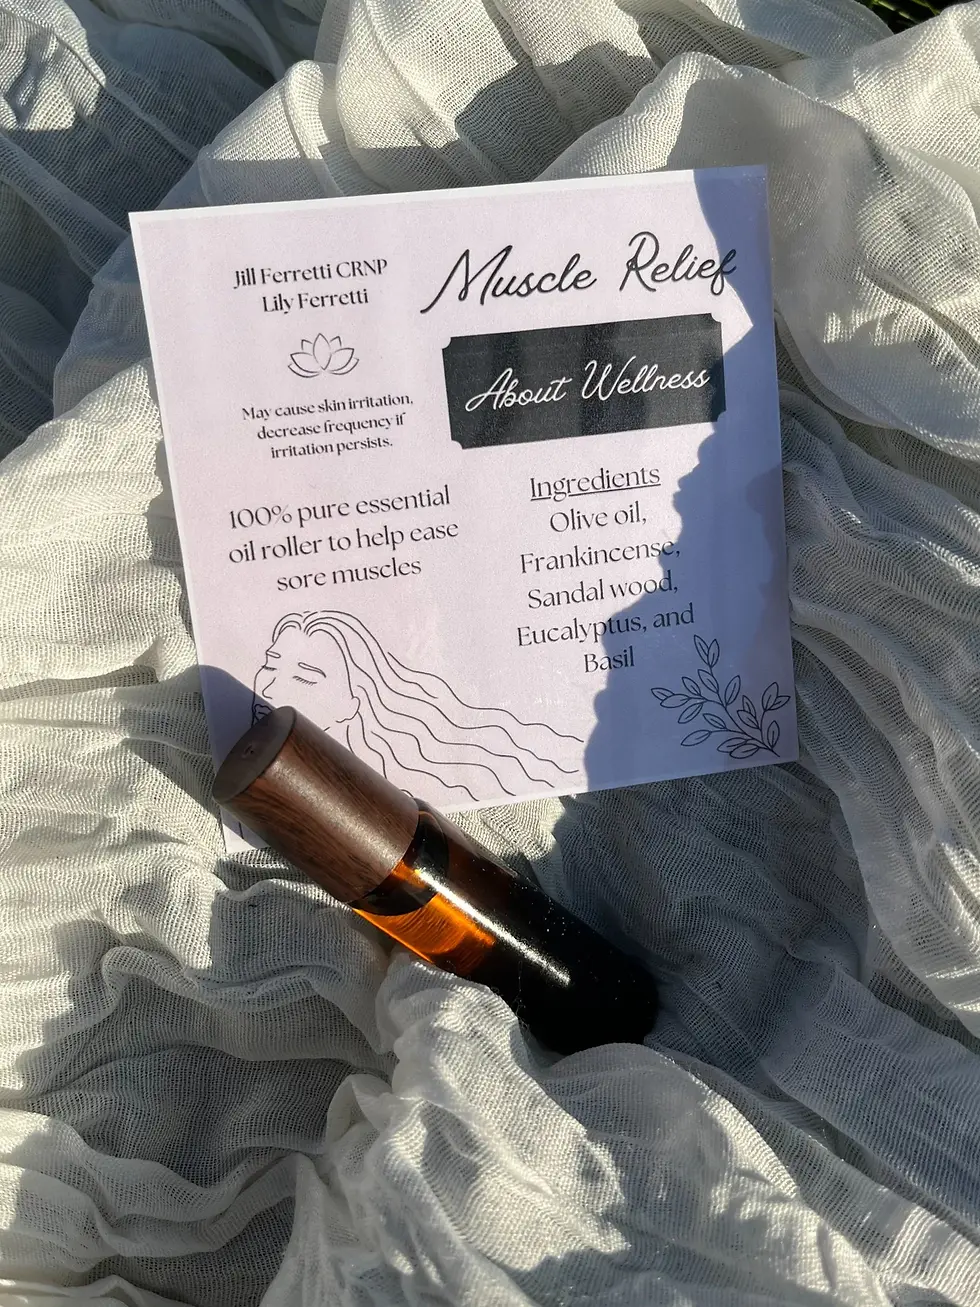 Jill Ferretti CRNP
Lily Ferretti
May cause skin irritation,
decrease frequency if
irritation persists.
100% pure essential
oil roller to help ease
sore muscles
Muscle Relief
About Wellness
Ingredients
Olive oil,
Frankincense,
Sandal wood,
Eucalyptus, and
Basil